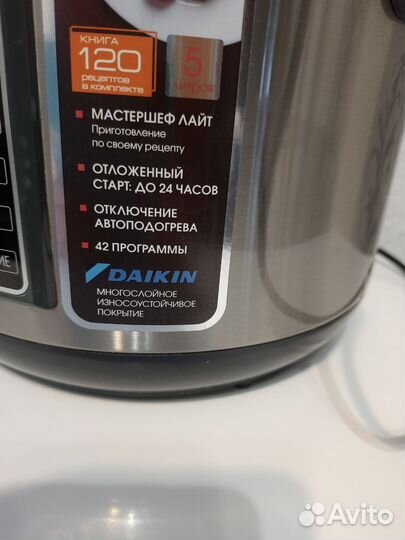 КНИГА
120
РЕЦЕПТОВ
В КОМПЛЕКТЕ
5
ЛИТРОВ
МАСТЕРШЕФ ЛАЙТ
Приготовление
по своему рецепту
ОТЛОЖЕННЫЙ
СТАРТ: ДО 24 ЧАСОВ
ОТКЛЮЧЕНИЕ
АВТОПОДОГРЕВА
42 ПРОГРАММЫ
DAIKIN
МНОГОСЛОЙНОЕ
ИЗНОСОУСТОЙЧИВОЕ
ПОКРЫТИЕ
Avito